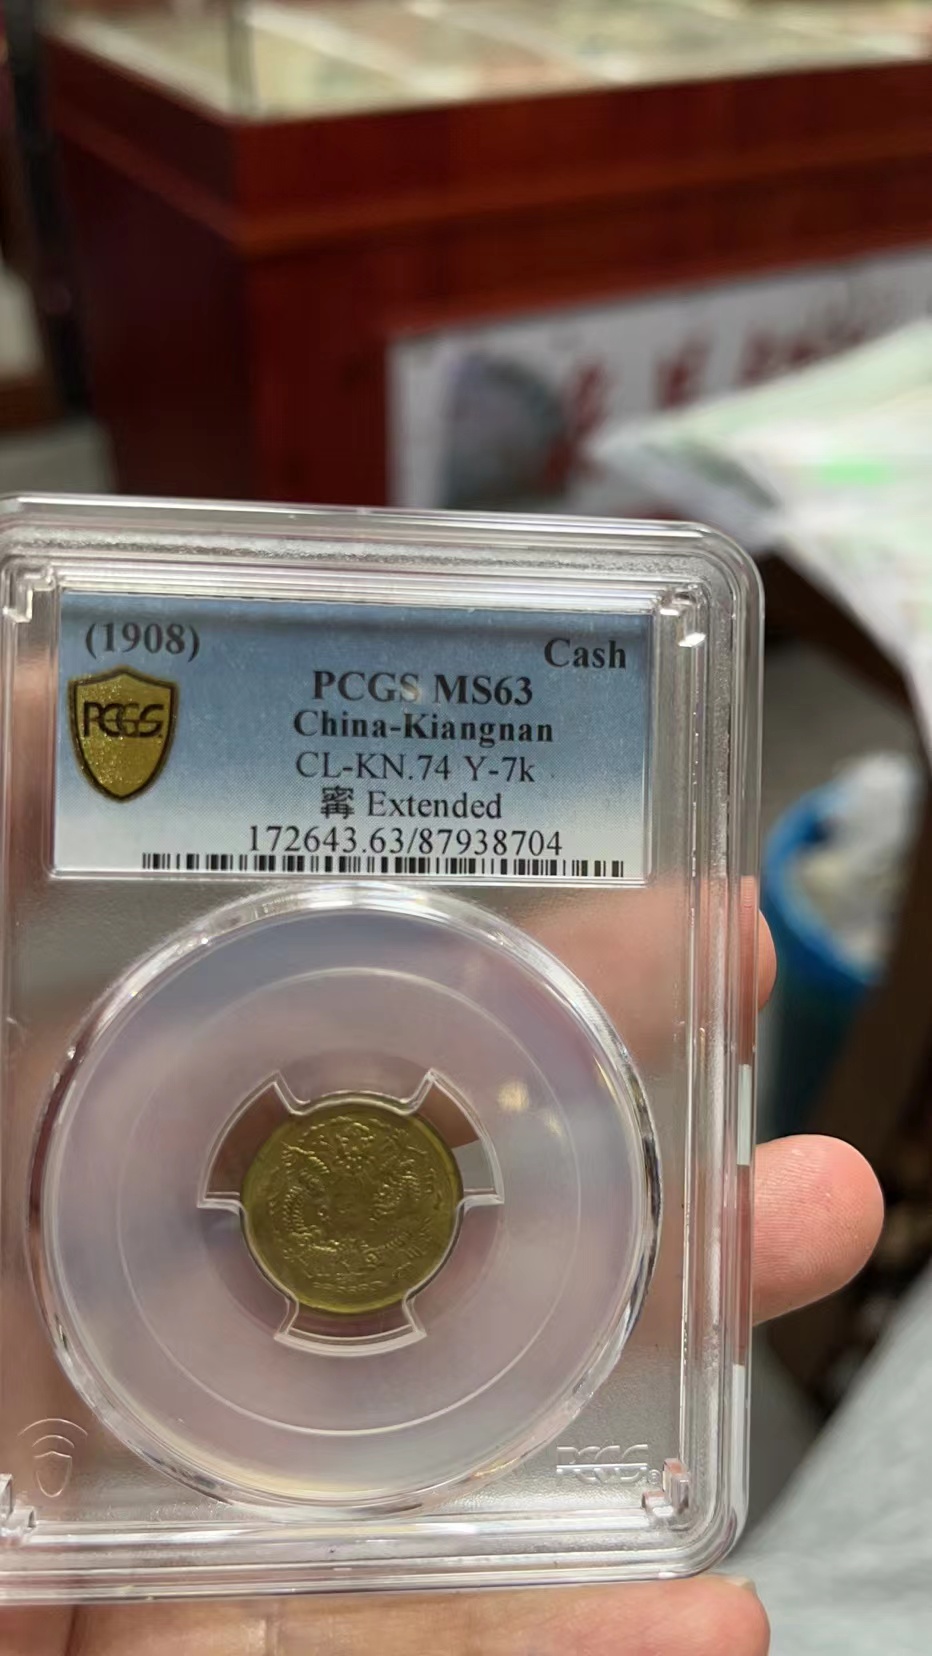 (1908) Cash
PCGS MS63
China-Kiangnan
PCGS
CL-KN.74 Y-7k
寗 Extended
172643.63/87938704
PCGS